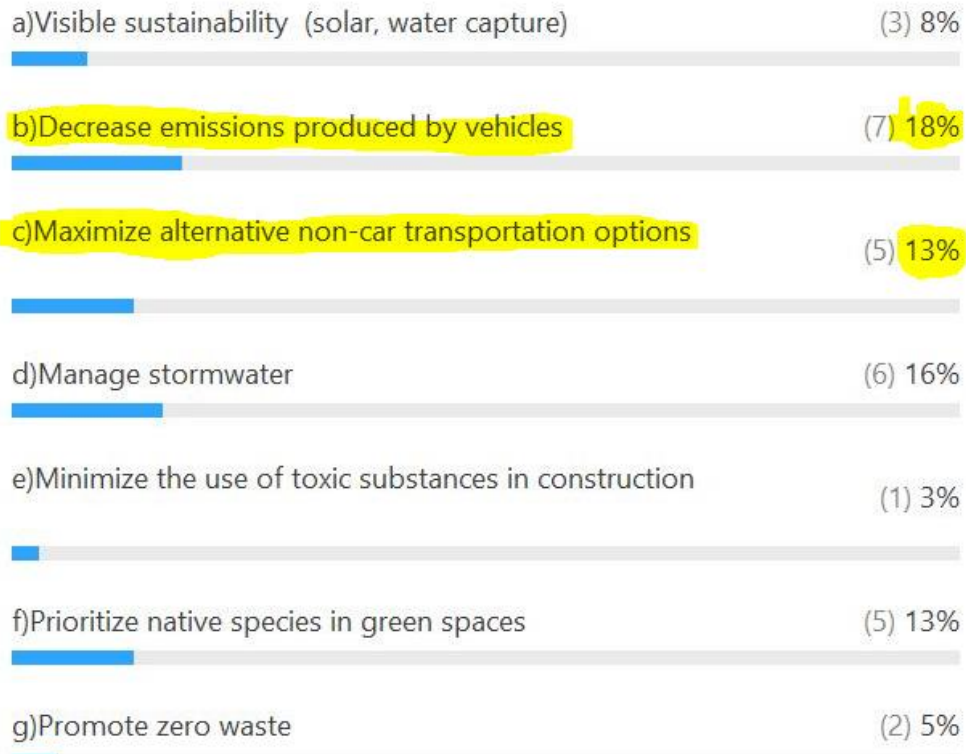 a)Visible sustainability (solar, water capture) (3) 8%
b)Decrease emissions produced by vehicles (7) 18%
c)Maximize alternative non-car transportation options (5) 13%
d)Manage stormwater (6) 16%
e)Minimize the use of toxic substances in construction (1) 3%
f)Prioritize native species in green spaces (5) 13%
g)Promote zero waste (2) 5%